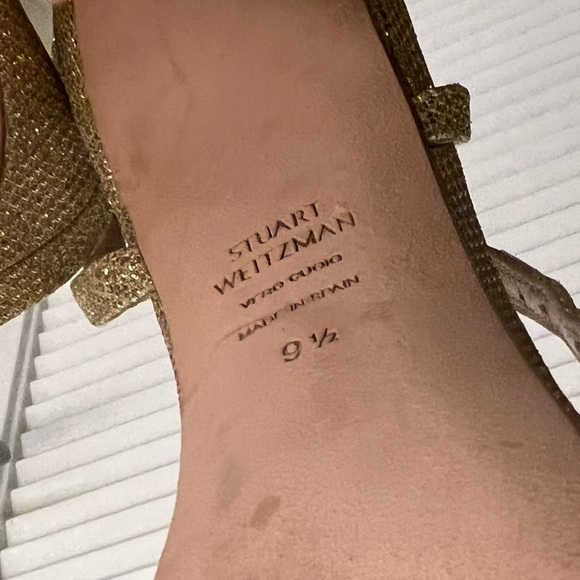 STUART
WEITZMAN
VERO CUOIO
MADE IN SPAIN
9 ½